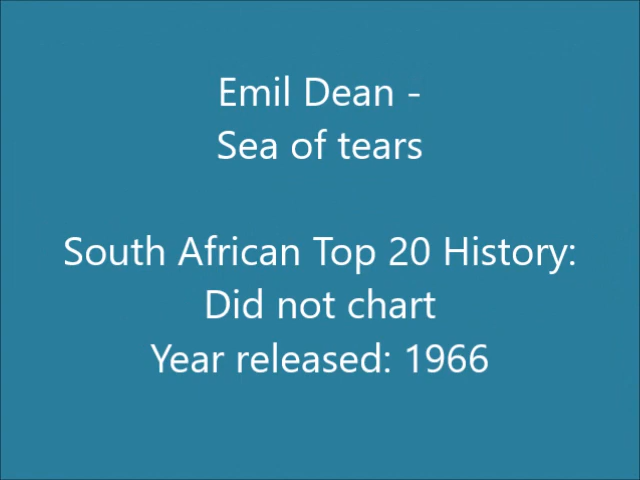 Emil Dean -
Sea of tears
South African Top 20 History:
Did not chart
Year released: 1966